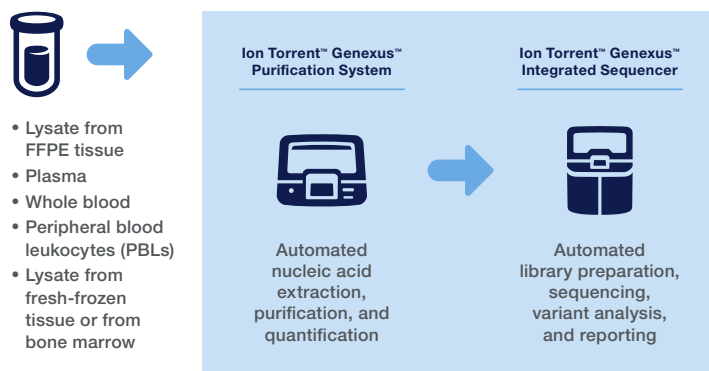 • Lysate from
FFPE tissue
• Plasma
• Whole blood
• Peripheral blood
leukocytes (PBLs)
• Lysate from
fresh-frozen
tissue or from
bone marrow
Ion Torrent™ Genexus™
Purification System
Automated
nucleic acid
extraction,
purification, and
quantification
Ion Torrent™ Genexus™
Integrated Sequencer
Automated
library preparation,
sequencing,
variant analysis,
and reporting